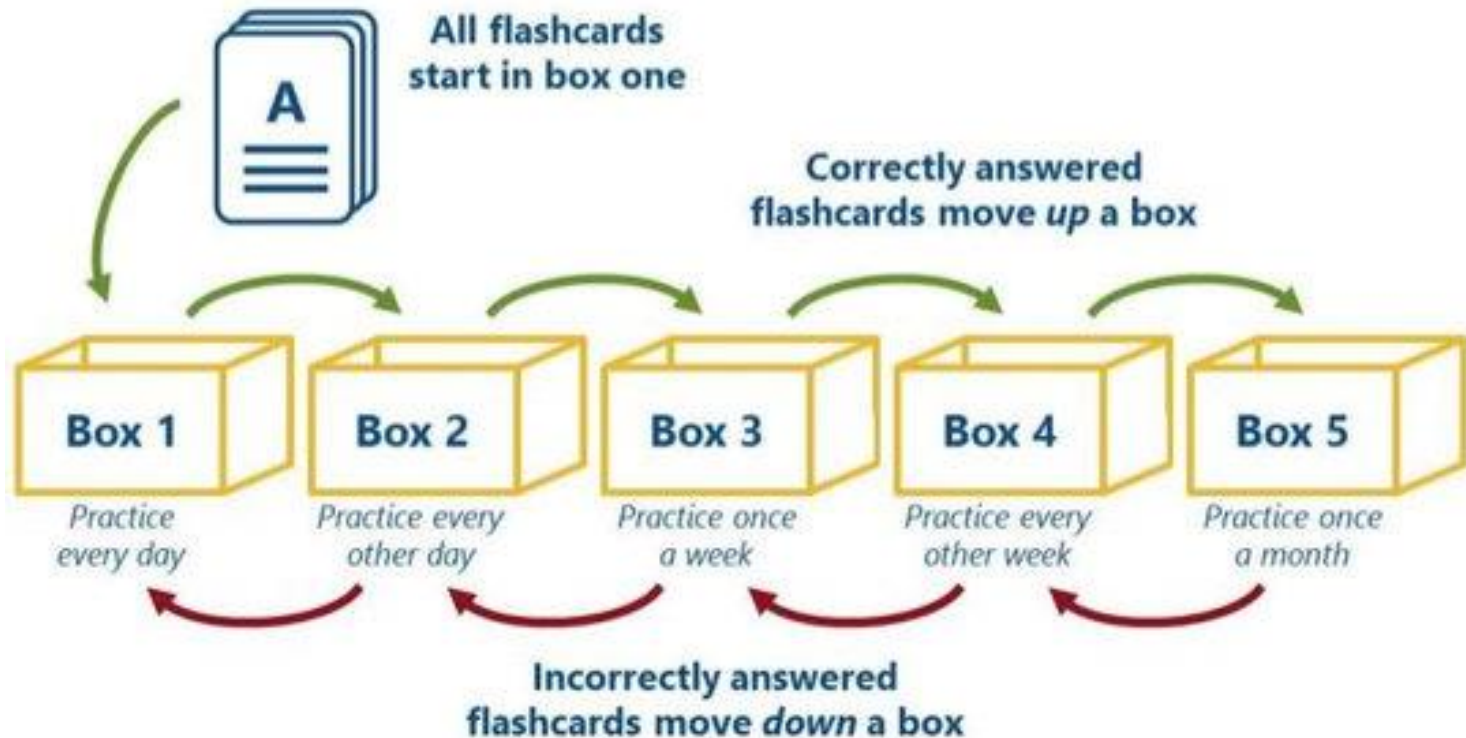 All flashcards
start in box one
A
Correctly answered
flashcards move up a box
Box 1
Box 2
Box 3
Box 4
Box 5
Practice
every day
Practice every
other day
Practice once
a week
Practice every
other week
Practice once
a month
Incorrectly answered
flashcards move down a box